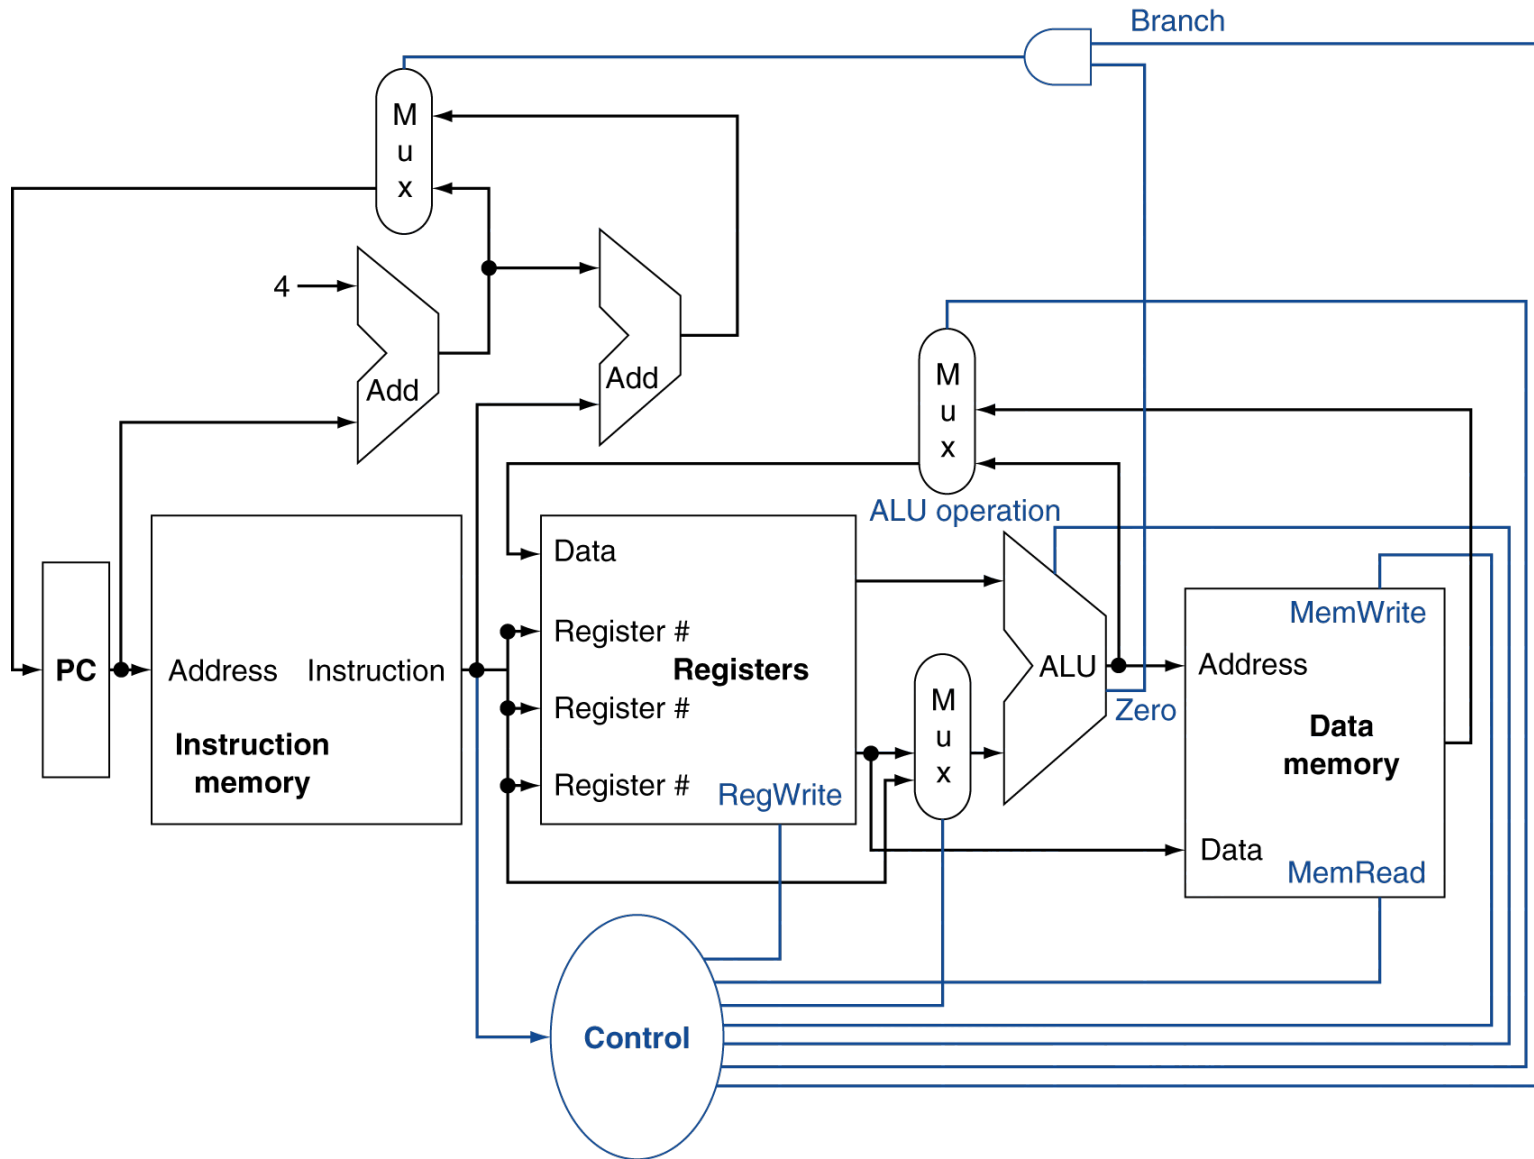 Branch
M
u
x
4
Add
Add
M
u
x
ALU operation
Data
Register #
Registers
Register #
Register #
RegWrite
PC
Address
Instruction
Instruction
memory
M
u
x
ALU
Zero
MemWrite
Address
Data
memory
Data
MemRead
Control